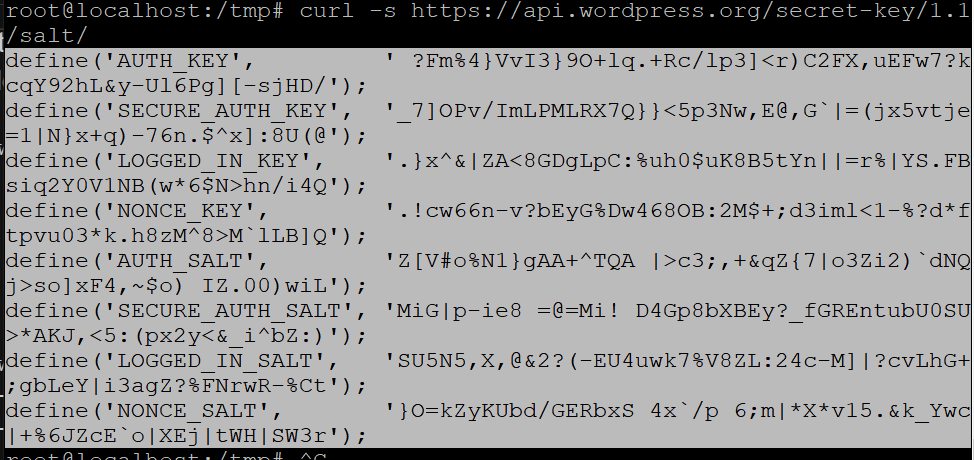 root@localhost:/tmp# curl -s https://api.wordpress.org/secret-key/1.1
/salt/
define('AUTH_KEY',         ' ?Fm%4}VvI3}9O+lq.+Rc/lp3]<r)C2FX,uEFw7?k
cqY92hL&y-Ul6Pg][-sjHD/');
define('SECURE_AUTH_KEY',  '_7]OPv/ImLPMLRX7Q}}<5p3Nw,E@,G`|=(jx5vtje
=1|N}x+q)-76n.$^x]:8U(@');
define('LOGGED_IN_KEY',    '.}x^&|ZA<8GDgLpC:%uh0$uK8B5tYn||=r%|YS.FB
siq2Y0V1NB(w*6$N>hn/i4Q');
define('NONCE_KEY',        '.!cw66n-v?bEyG%Dw468OB:2M$+;d3iml<1-%?d*f
tpvu03*k.h8zM^8>M`lLB]Q');
define('AUTH_SALT',        'Z[V#o%N1}gAA+^TQA |>c3;,+&qZ{7|o3Zi2)`dNQ
j>so]xF4,~$o) IZ.00)wiL');
define('SECURE_AUTH_SALT', 'MiG|p-ie8 =@=Mi! D4Gp8bXBEy?_fGREntubU0SU
>*AKJ,<5:(px2y<&_i^bZ:)');
define('LOGGED_IN_SALT',   'SU5N5,X,@&2?(-EU4uwk7%V8ZL:24c-M]|?cvLhG+
;gbLeY|i3agZ?%FNrwR-%Ct');
define('NONCE_SALT',       '}O=kZyKUbd/GERbxS 4x`/p 6;m|*X*v15.&k_Ywc
|+%6JZcE`o|XEj|tWH|SW3r');
root@localhost:/tmp# ^C